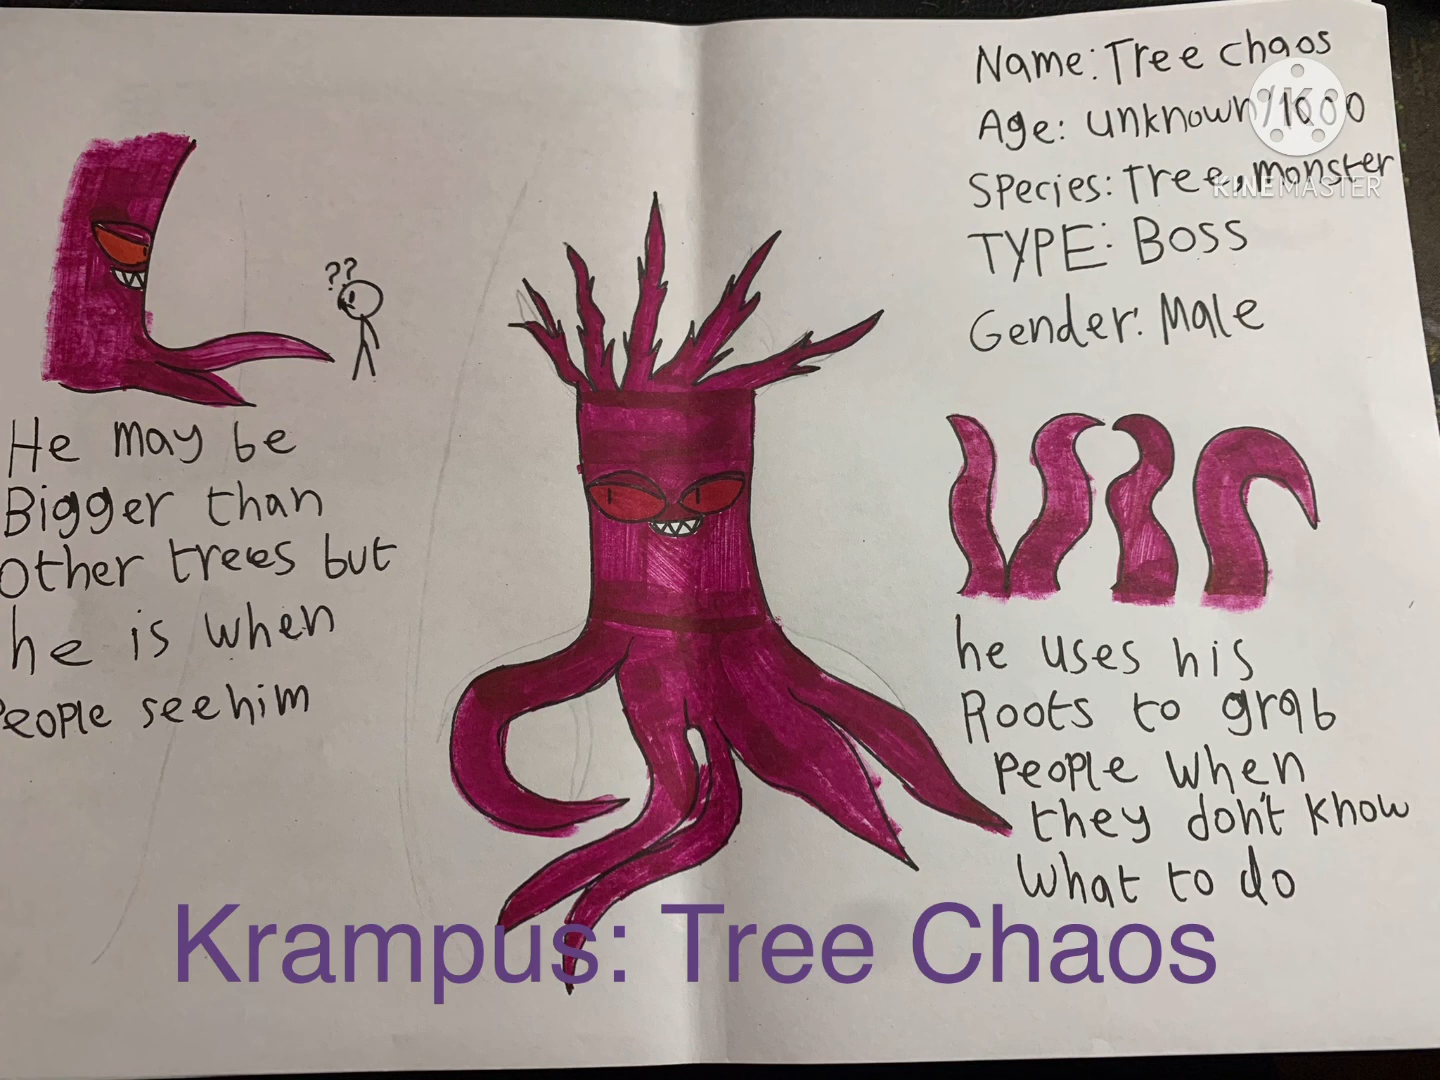 Name: Tree chaos
Age: unknown/1000
Species: Tree, monster
TYPE: Boss
Gender: Male
??
He may be
Bigger than
other trees but
he is when
People see him
he uses his
Roots to grab
people when
they don't know
what to do
KINEMASTER
Krampus: Tree Chaos